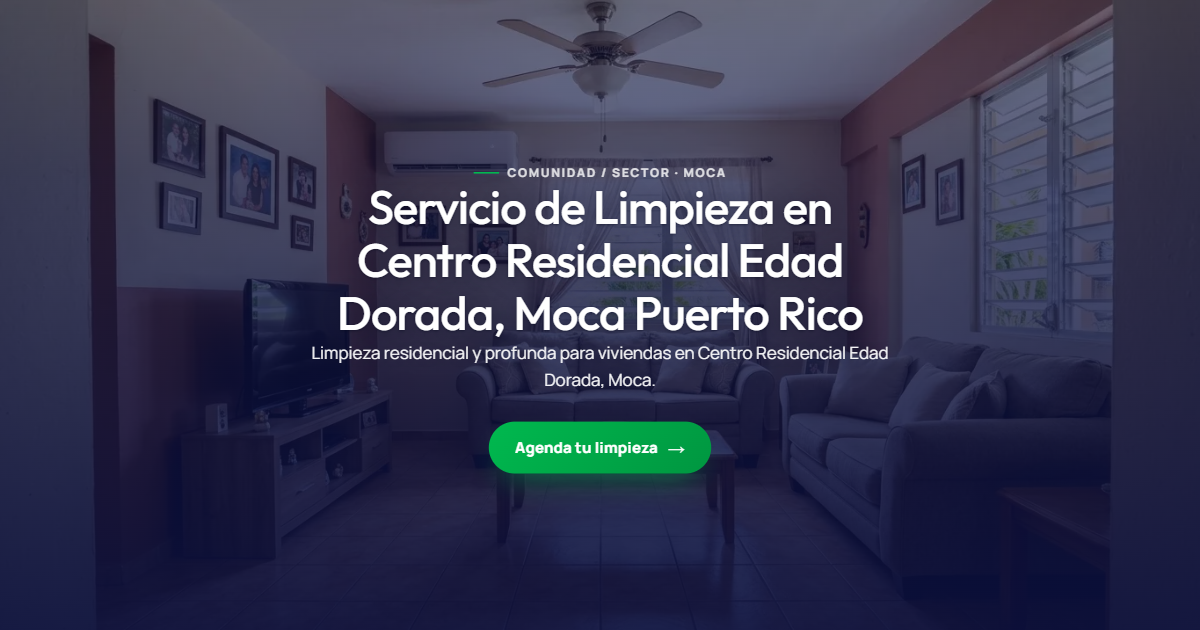 COMUNIDAD / SECTOR · MOCA
Servicio de Limpieza en
Centro Residencial Edad
Dorada, Moca Puerto Rico
Limpieza residencial y profunda para viviendas en Centro Residencial Edad
Dorada, Moca.
Agenda tu limpieza →